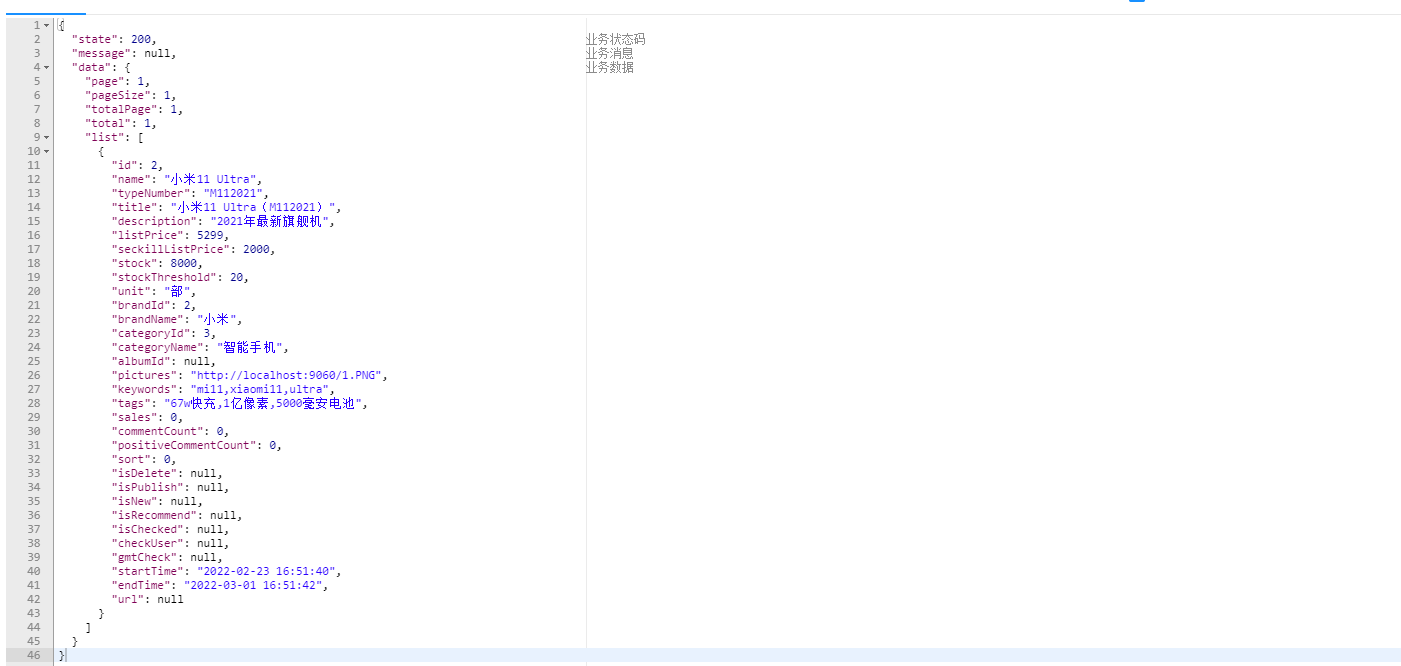 1 {
2 "state": 200, 业务状态码
3 "message": null, 业务消息
4 "data": { 业务数据
5 "page": 1,
6 "pageSize": 1,
7 "totalPage": 1,
8 "total": 1,
9 "list": [
10 {
11 "id": 2,
12 "name": "小米11 Ultra",
13 "typeNumber": "M112021",
14 "title": "小米11 Ultra（M112021）",
15 "description": "2021年最新旗舰机",
16 "listPrice": 5299,
17 "seckillListPrice": 2000,
18 "stock": 8000,
19 "stockThreshold": 20,
20 "unit": "部",
21 "brandId": 2,
22 "brandName": "小米",
23 "categoryId": 3,
24 "categoryName": "智能手机",
25 "albumId": null,
26 "pictures": "http://localhost:9060/1.PNG",
27 "keywords": "mi11,xiaomi11,ultra",
28 "tags": "67w快充,1亿像素,5000毫安电池",
29 "sales": 0,
30 "commentCount": 0,
31 "positiveCommentCount": 0,
32 "sort": 0,
33 "isDelete": null,
34 "isPublish": null,
35 "isNew": null,
36 "isRecommend": null,
37 "isChecked": null,
38 "checkUser": null,
39 "gmtCheck": null,
40 "startTime": "2022-02-23 16:51:40",
41 "endTime": "2022-03-01 16:51:42",
42 "url": null
43 }
44 ]
45 }
46 }